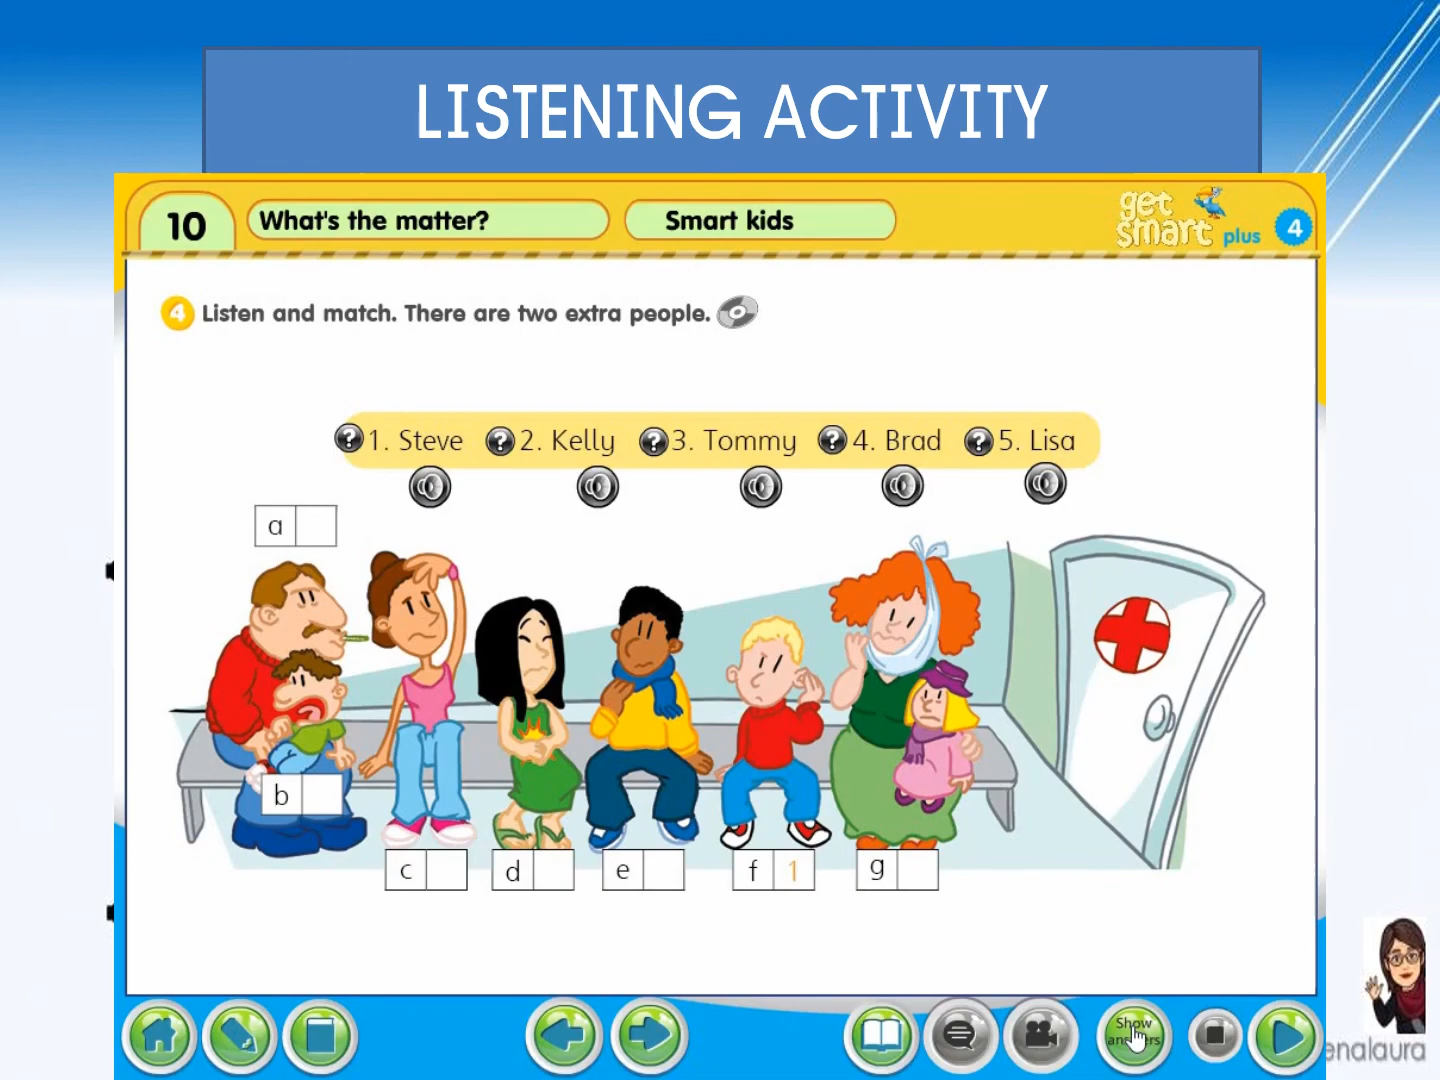 LISTENING ACTIVITY
10 What's the matter? Smart kids get smart plus 4
4 Listen and match. There are two extra people.
? 1. Steve ? 2. Kelly ? 3. Tommy ? 4. Brad ? 5. Lisa
a
b
c d e f 1 g
Show answers
enalaura